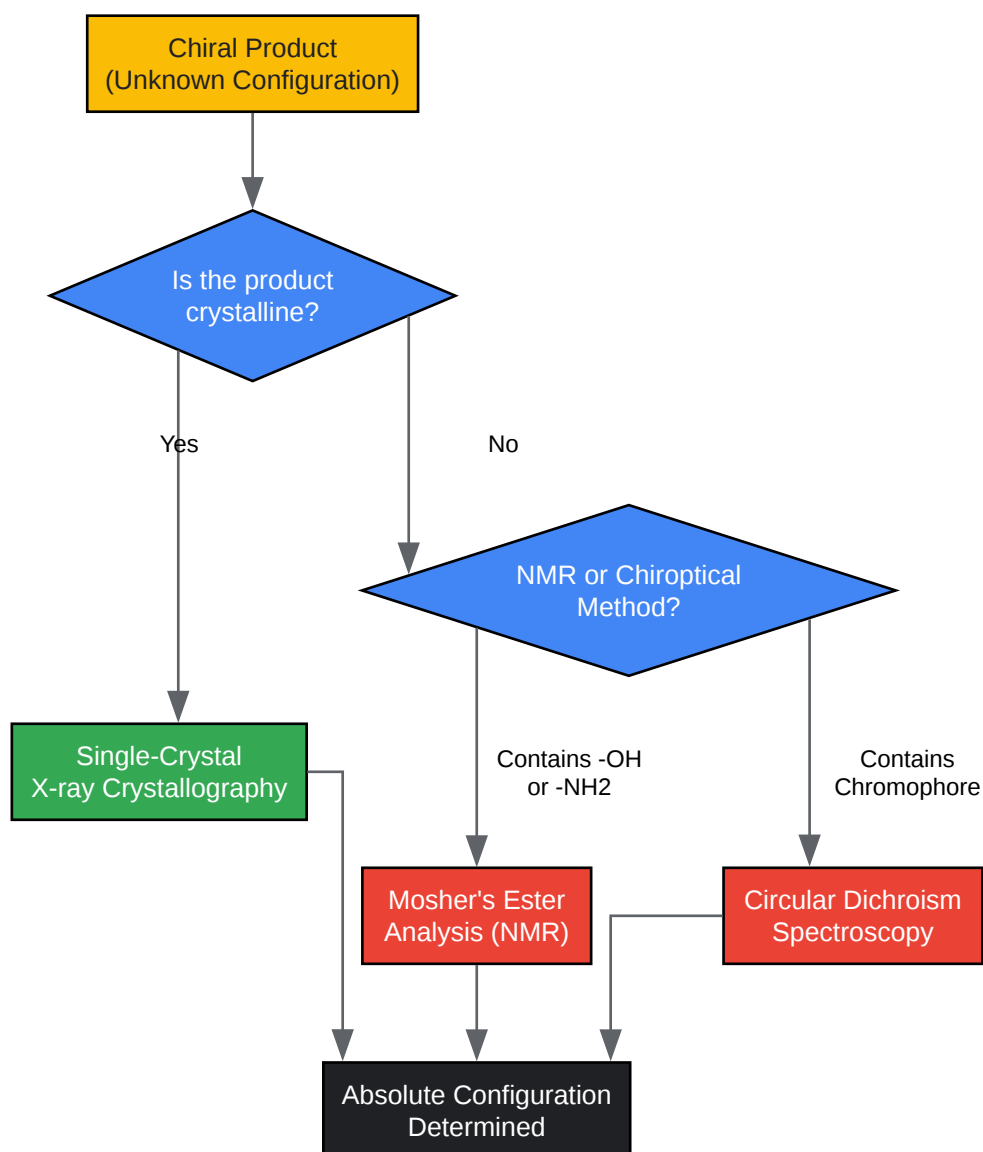 Chiral Product
(Unknown Configuration)
Is the product
crystalline?
Yes
No
NMR or Chiroptical
Method?
Single-Crystal
X-ray Crystallography
Contains -OH
or -NH2
Contains
Chromophore
Mosher's Ester
Analysis (NMR)
Circular Dichroism
Spectroscopy
Absolute Configuration
Determined